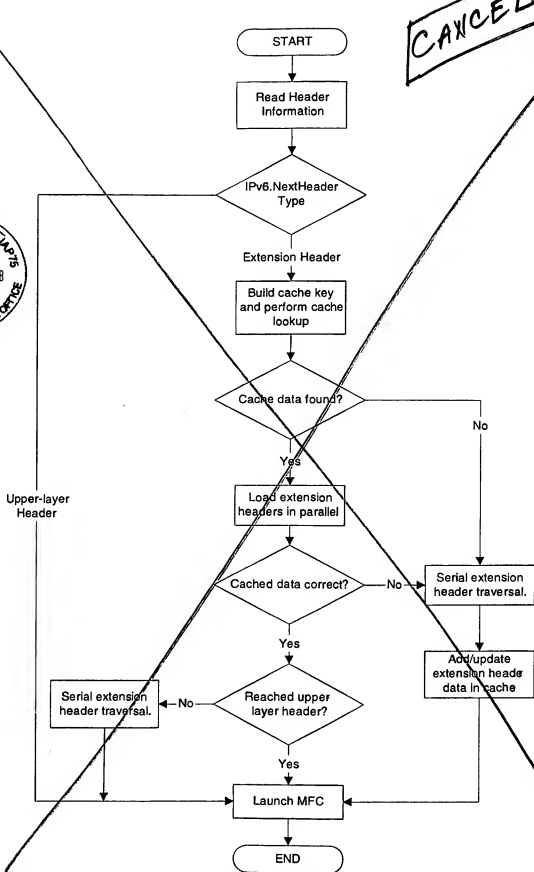 CANCEL
START
Read Header
Information
IPv6.NextHeader
Type
Extension Header
Build cache key
and perform cache
lookup
Cache data found?
No
Yes
Upper-layer
Header
Load extension
headers in parallel
Cached data correct?
No
Serial extension
header traversal.
Yes
Add/update
extension heade
data in cache
Serial extension
header traversal.
No
Reached upper
layer header?
Yes
Launch MFC
END
IAP75
OFFICE